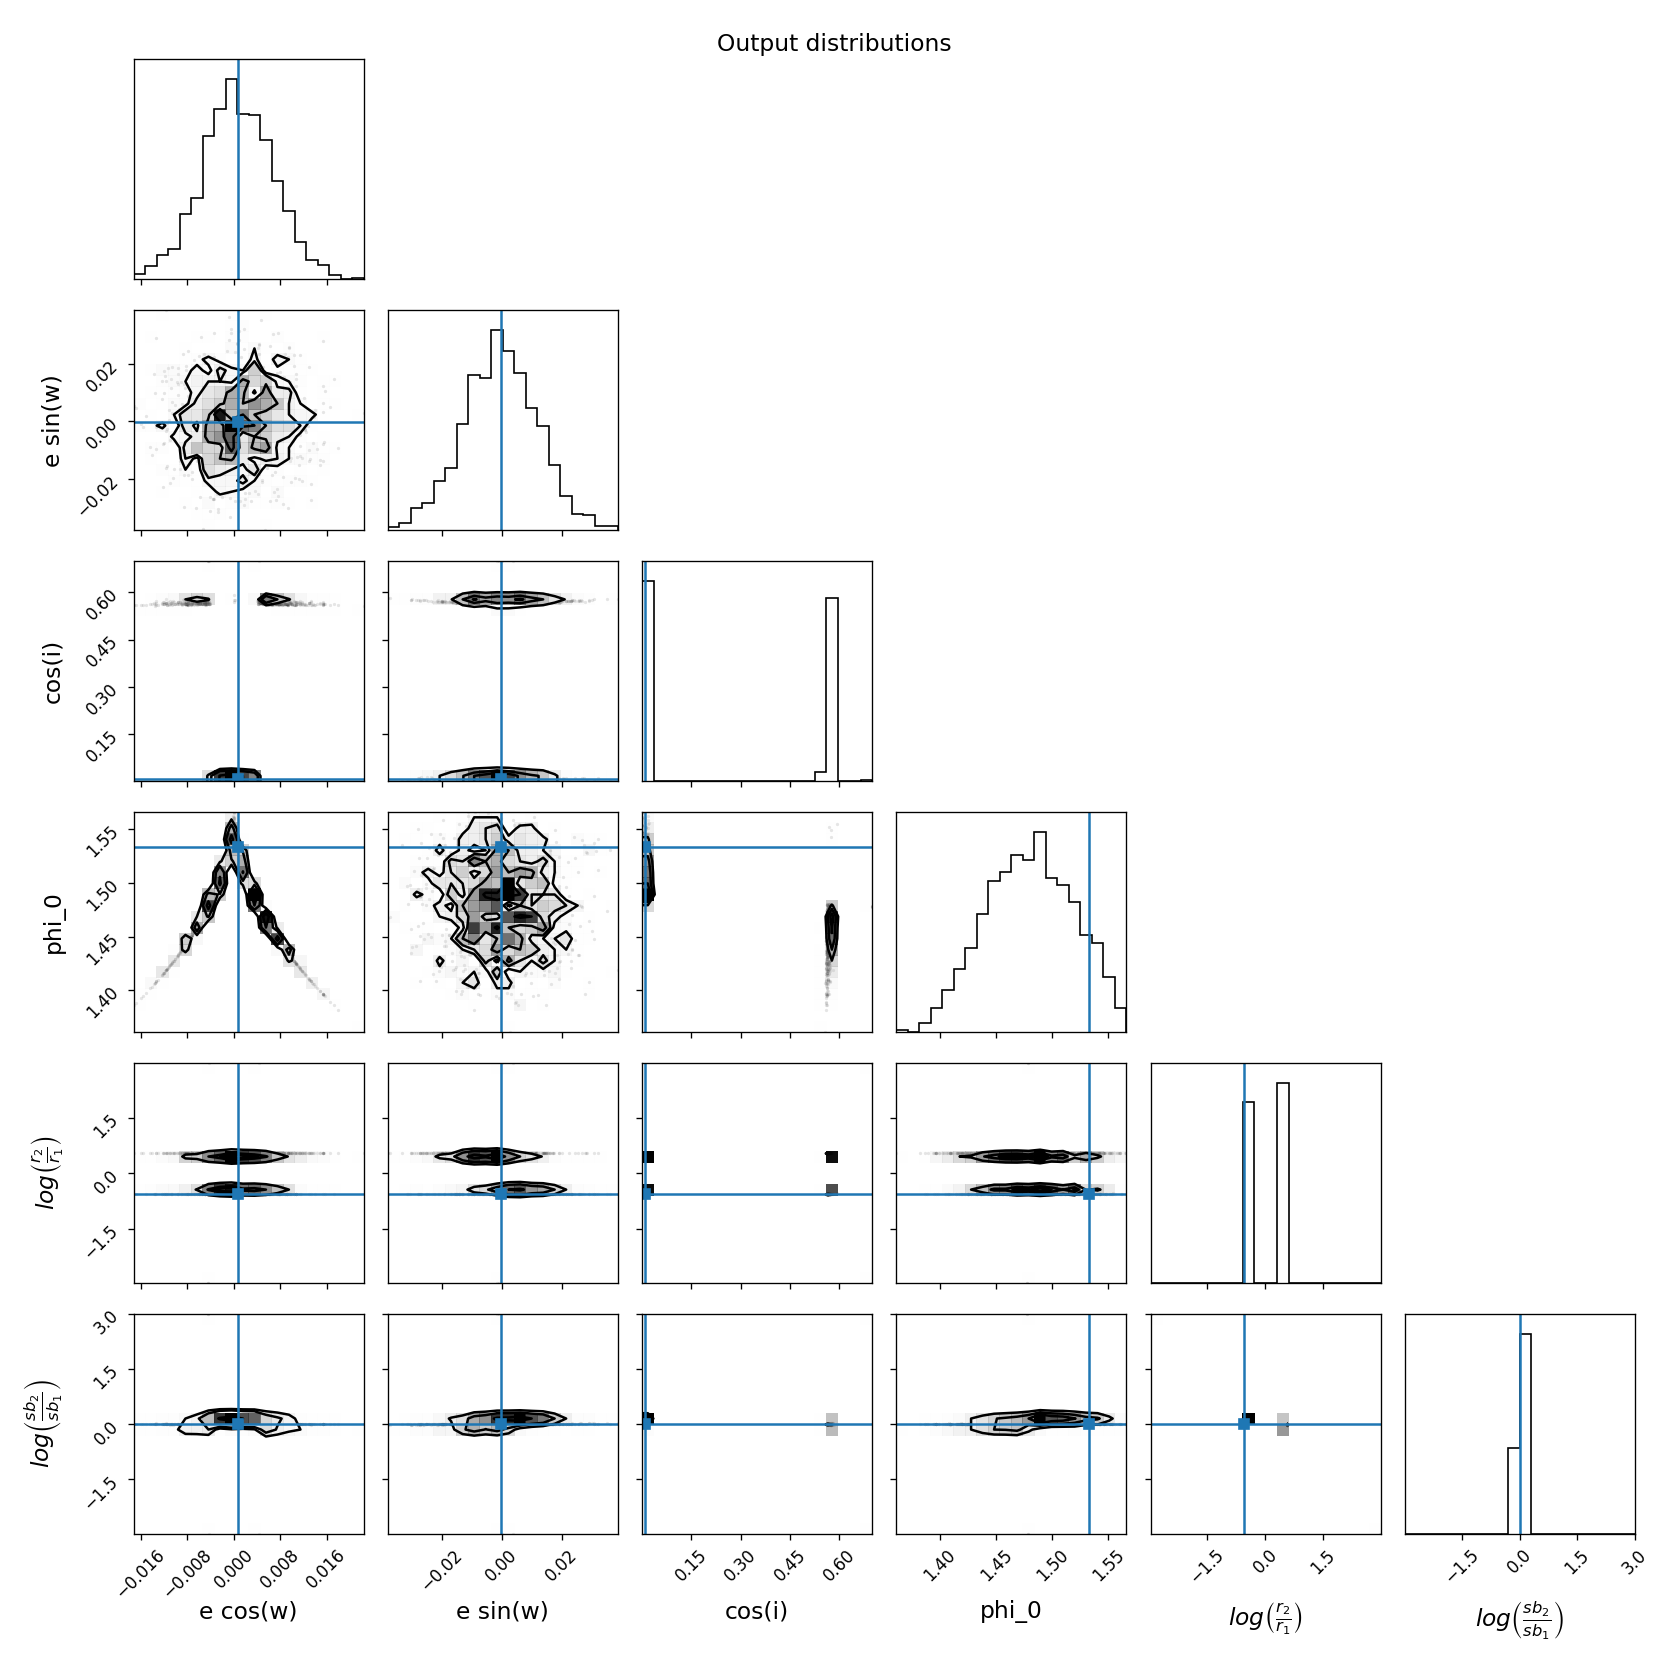 Output distributions
e sin(w)
0.02
0.00
−0.02
cos(i)
0.60
0.45
0.30
0.15
phi_0
1.55
1.50
1.45
1.40
log(r₂/r₁)
1.5
0.0
−1.5
log(sb₂/sb₁)
3.0
1.5
0.0
−1.5
−0.016 −0.008 0.000 0.008 0.016
−0.02 0.00 0.02
0.15 0.30 0.45 0.60
1.40 1.45 1.50 1.55
−1.5 0.0 1.5
−1.5 0.0 1.5 3.0
e cos(w)
e sin(w)
cos(i)
phi_0
log(r₂/r₁)
log(sb₂/sb₁)